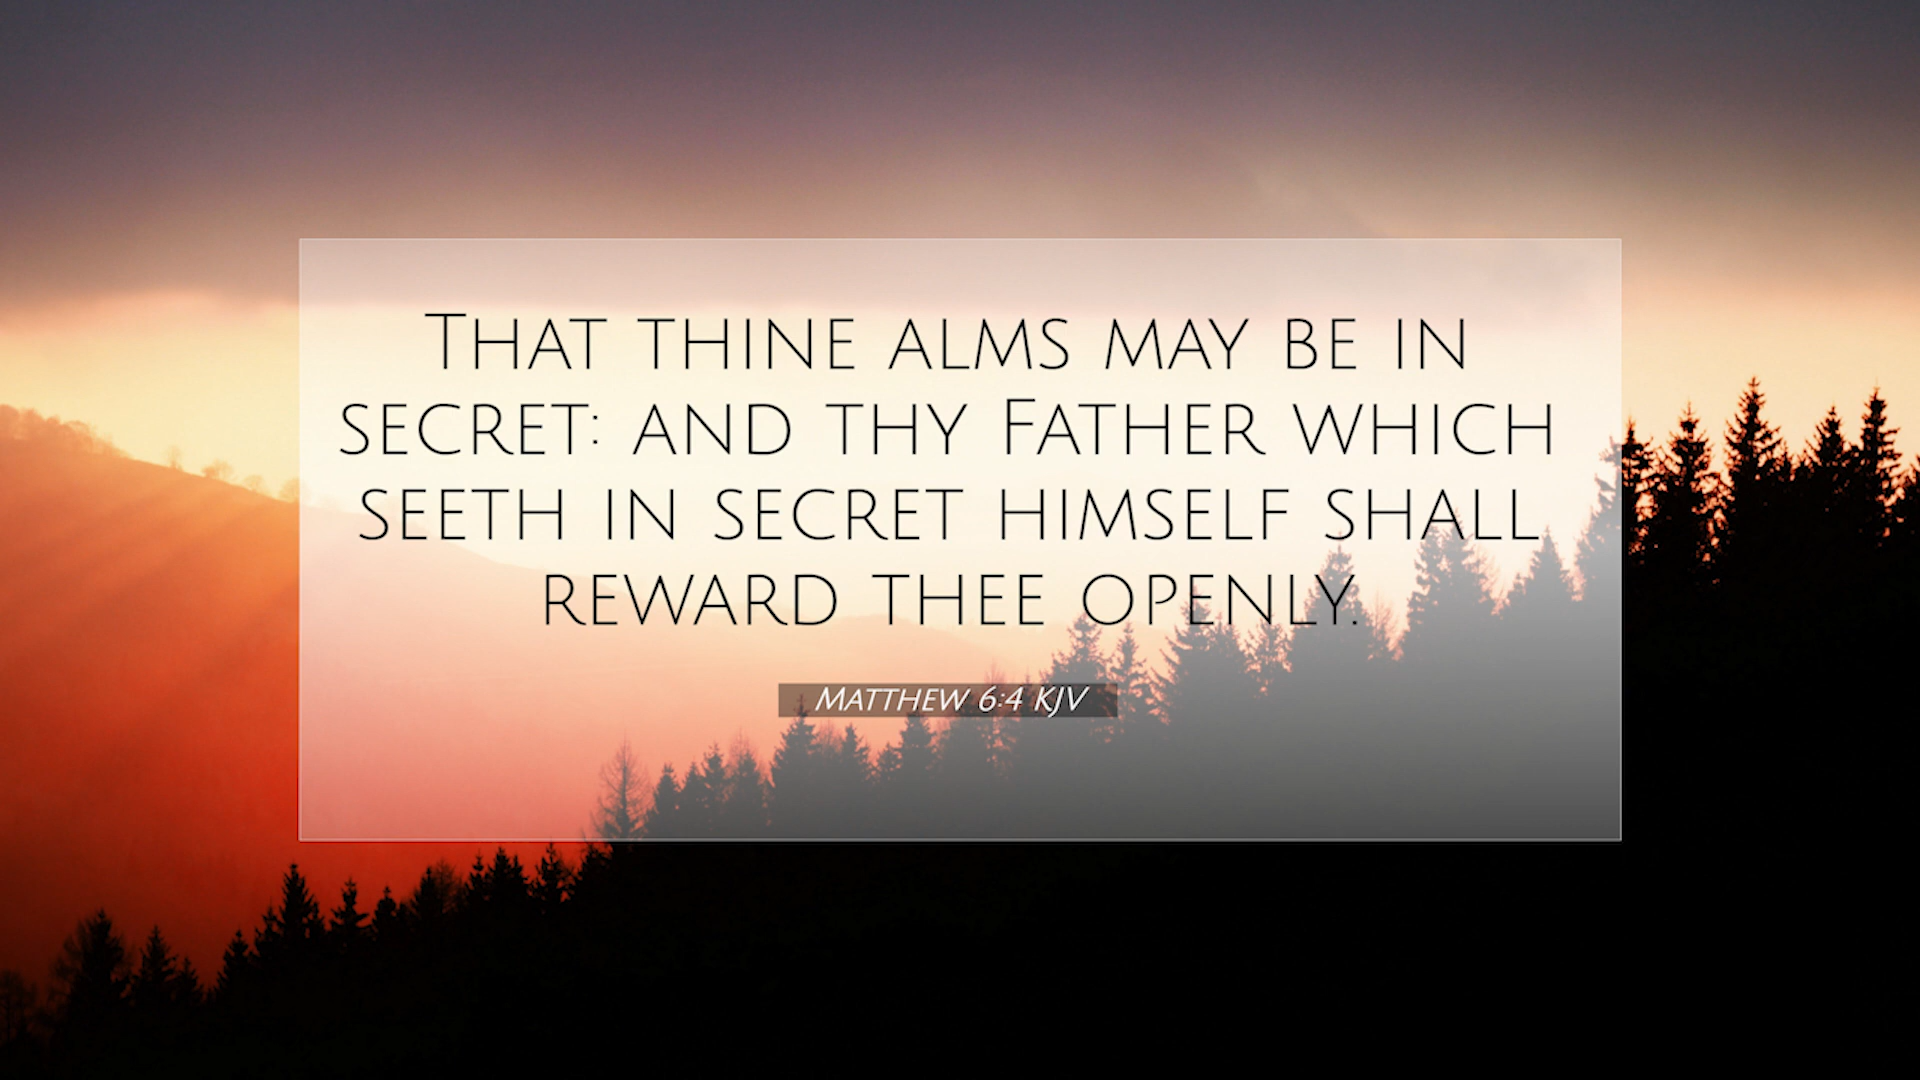 That thine alms may be in
secret: and thy Father which
seeth in secret himself shall
reward thee openly.
Matthew 6:4 KJV